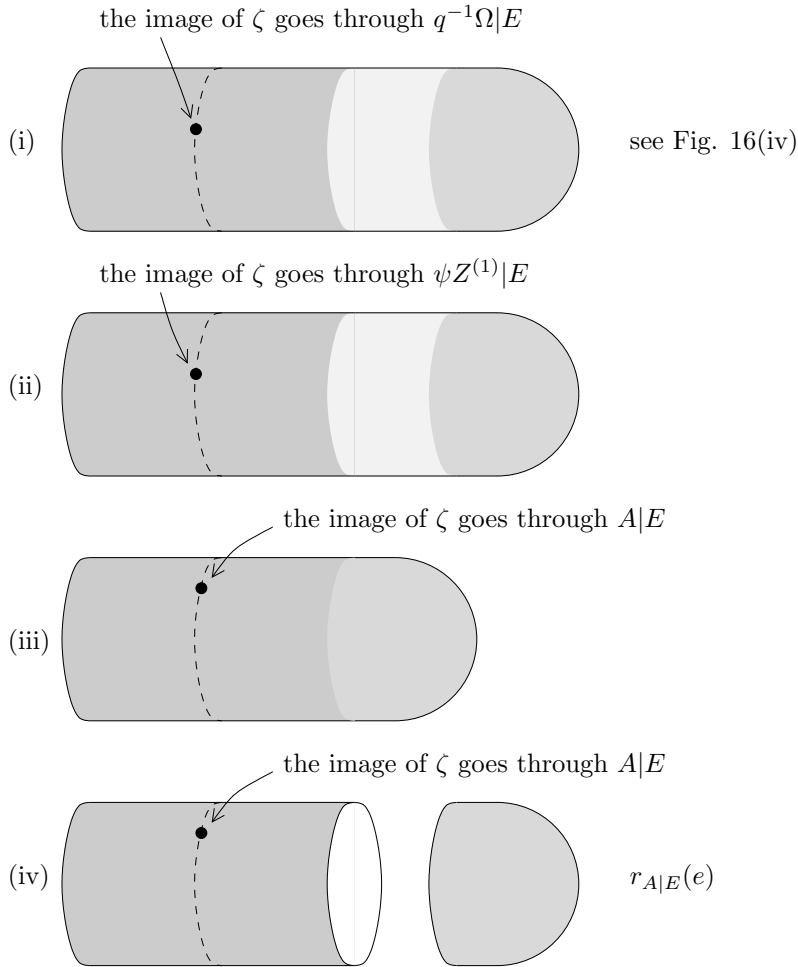 the image of ζ goes through q⁻¹Ω|E
(i)
see Fig. 16(iv)
the image of ζ goes through ψZ⁽¹⁾|E
(ii)
the image of ζ goes through A|E
(iii)
the image of ζ goes through A|E
(iv)
r_{A|E}(e)